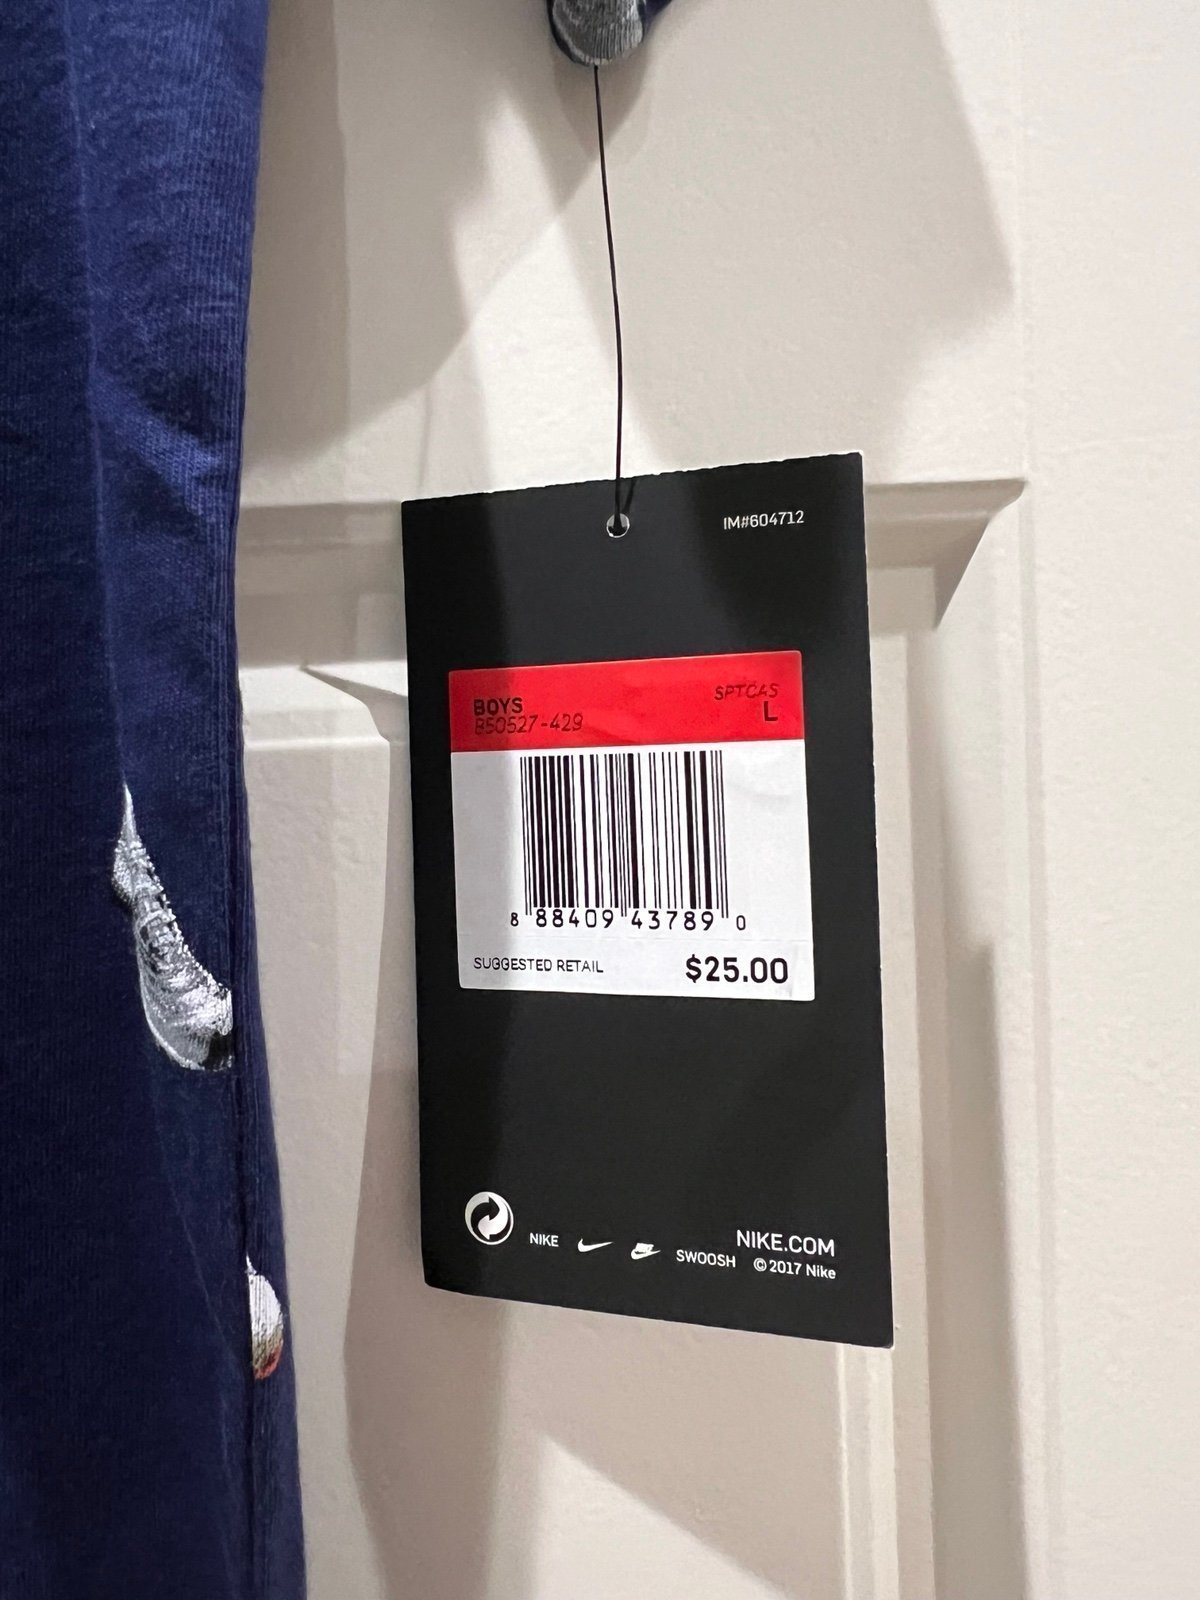 IM#604712
BOYS SPTCAS
850527-429 L
8 88409 43789 0
SUGGESTED RETAIL $25.00
NIKE SWOOSH NIKE.COM
© 2017 Nike